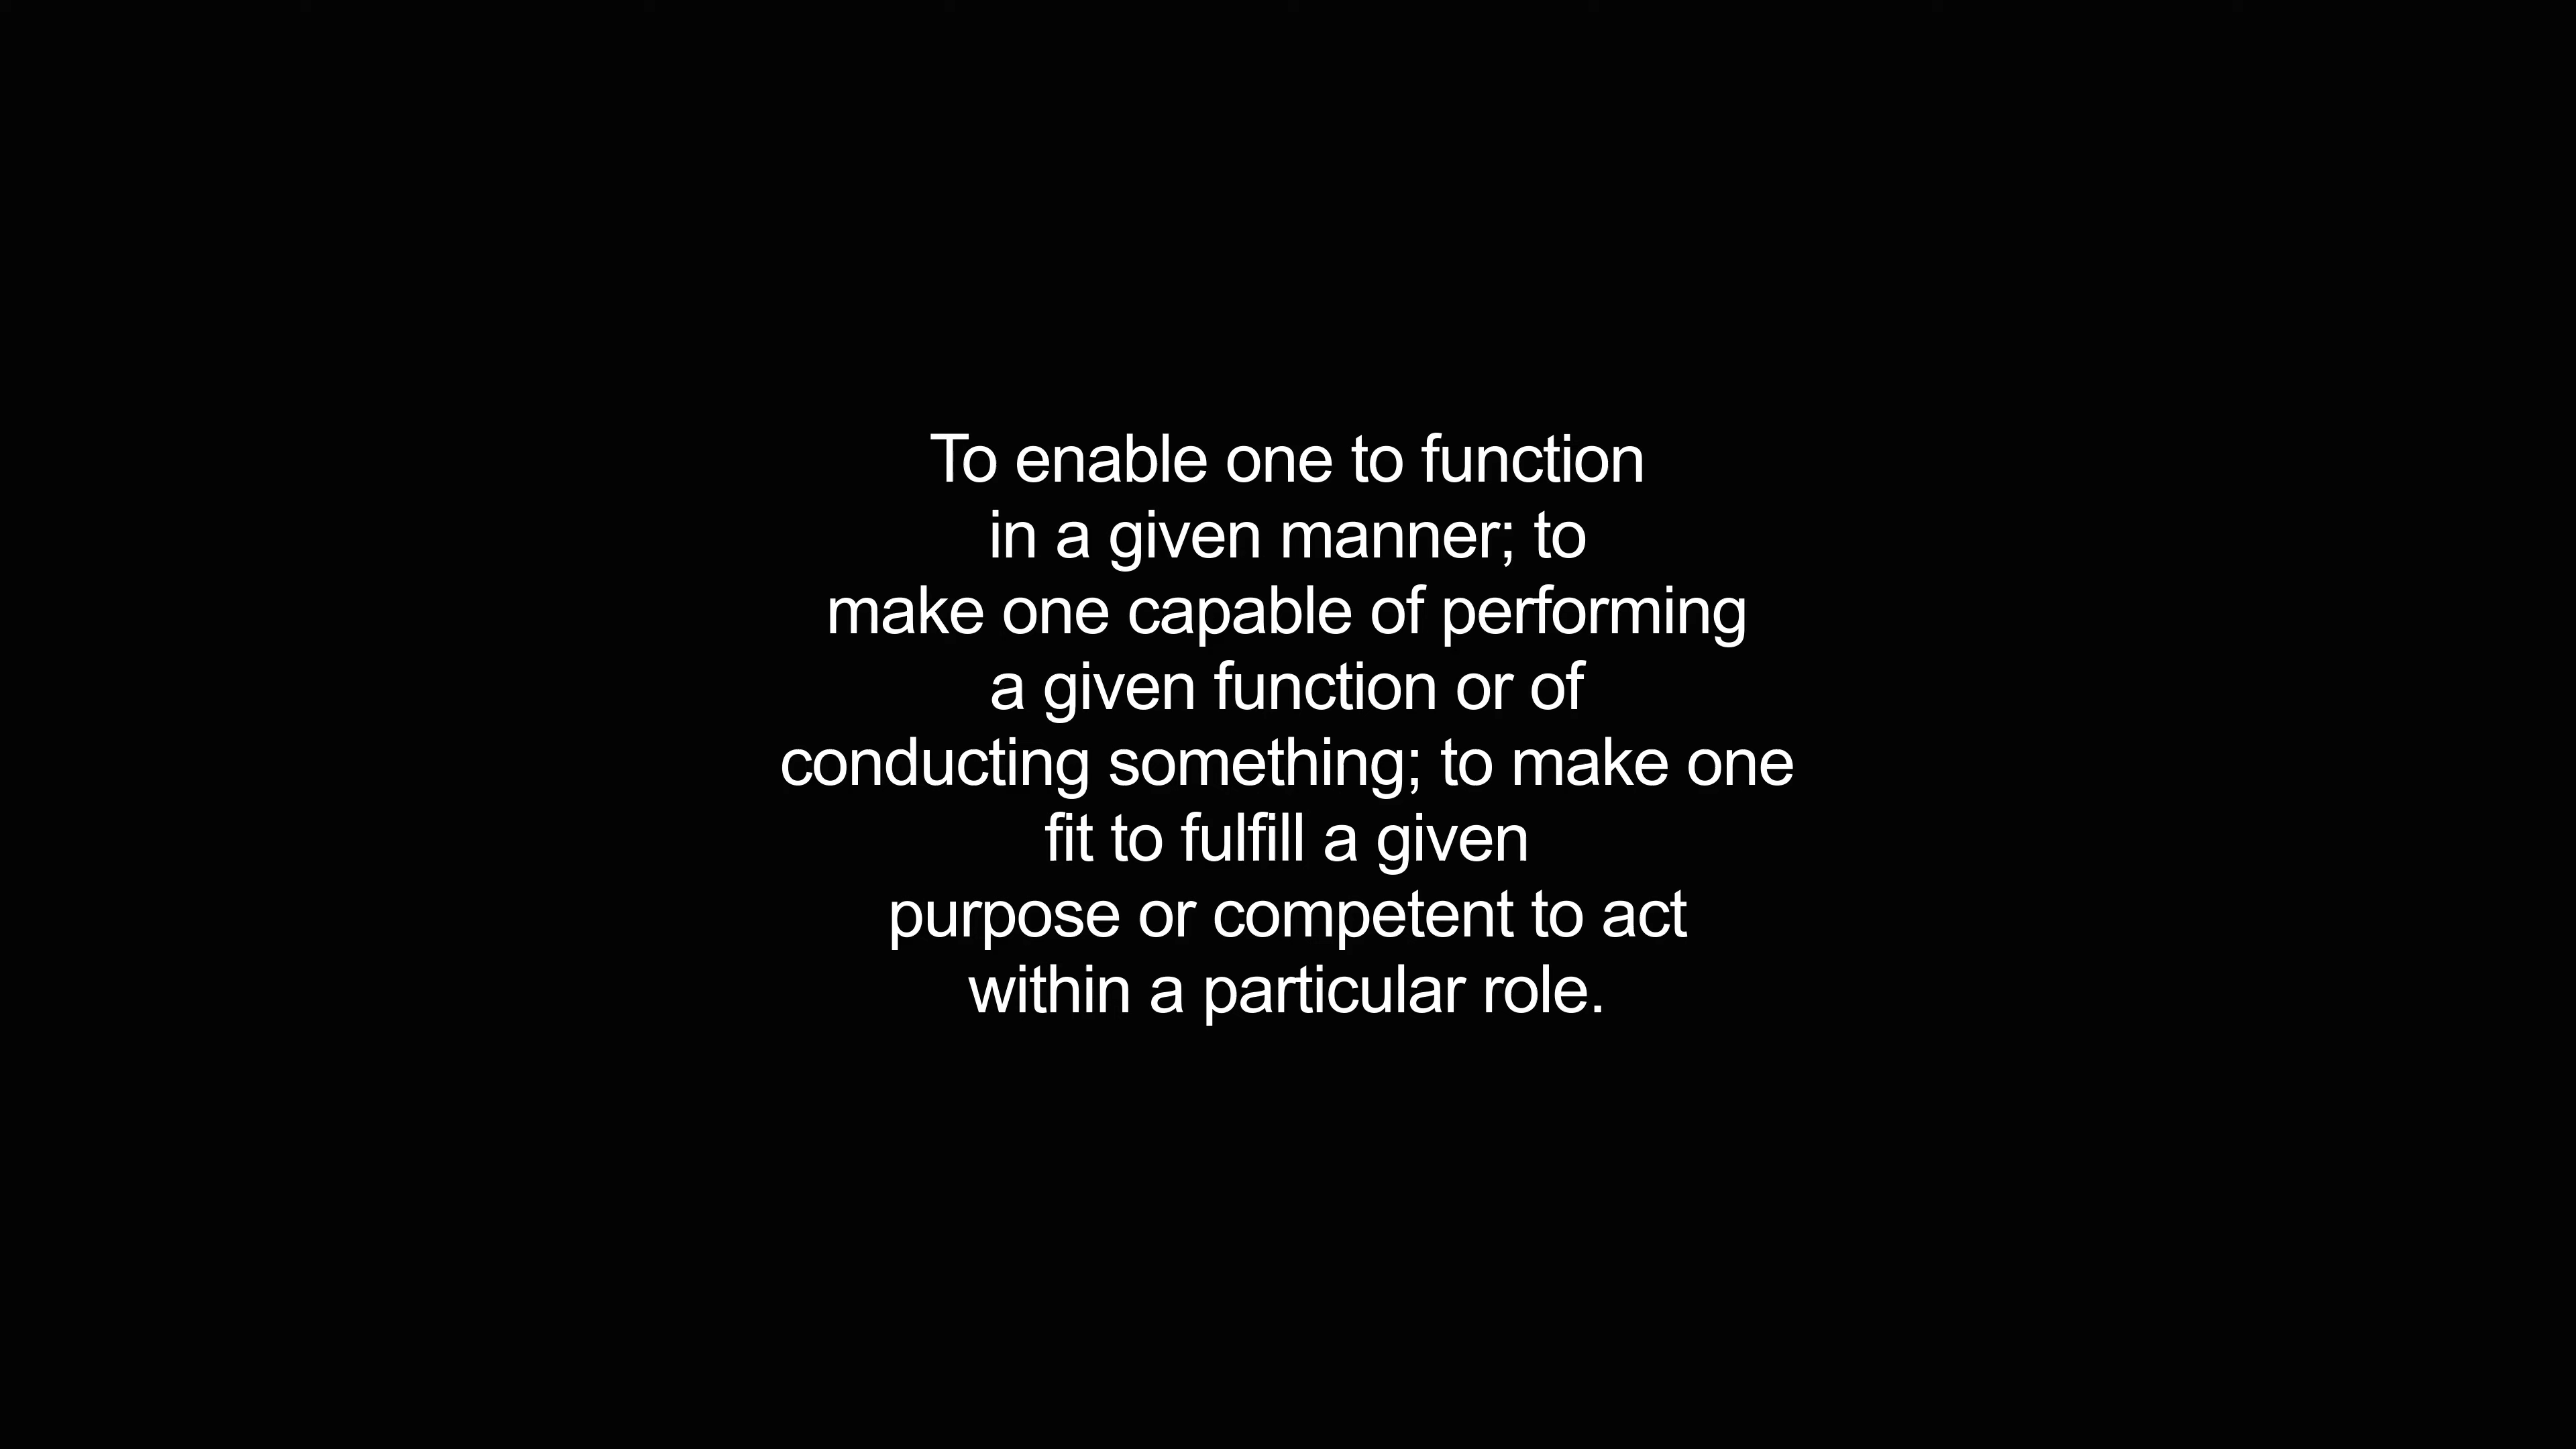 To enable one to function
in a given manner; to
make one capable of performing
a given function or of
conducting something; to make one
fit to fulfill a given
purpose or competent to act
within a particular role.